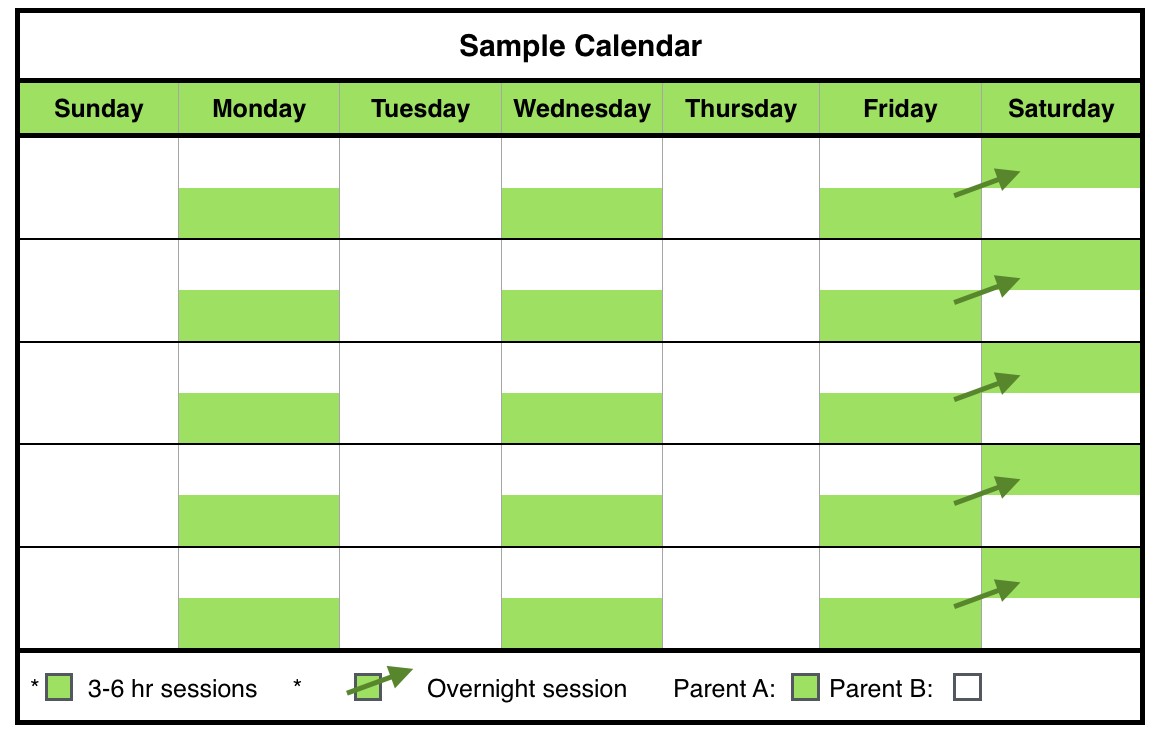 Sample Calendar
Sunday Monday Tuesday Wednesday Thursday Friday Saturday
* 3-6 hr sessions * Overnight session Parent A: Parent B: